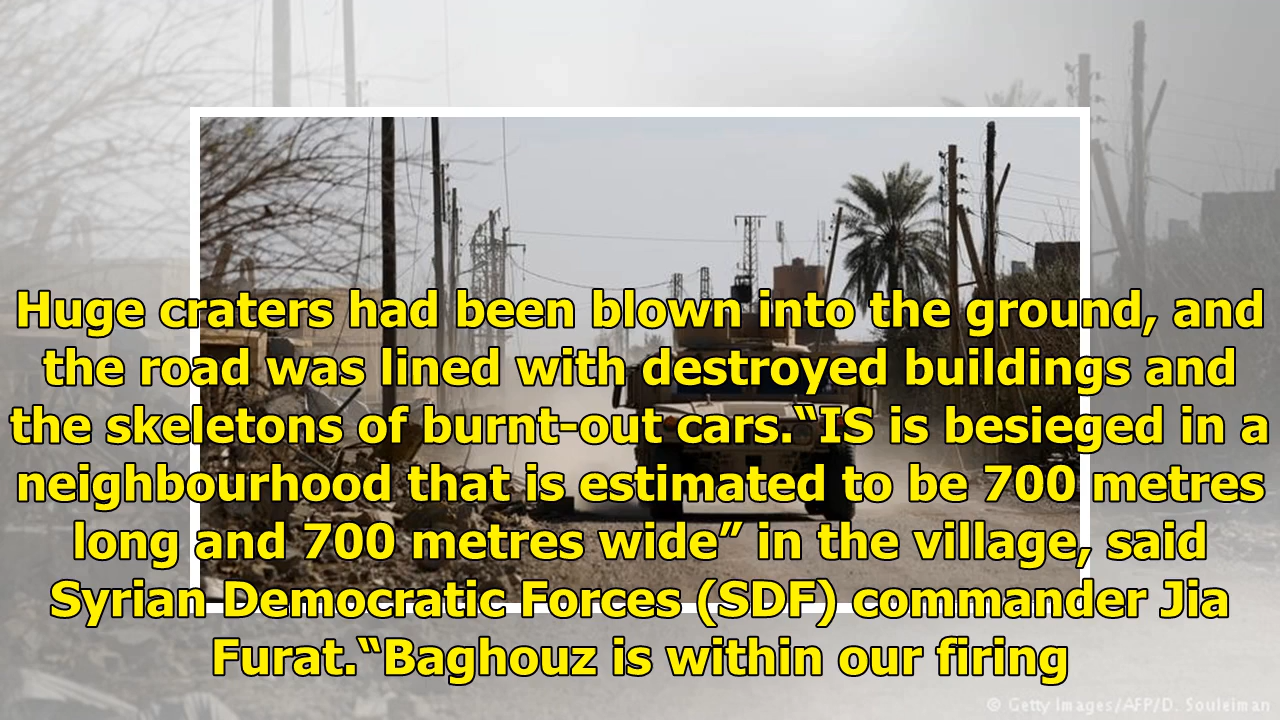 Huge craters had been blown into the ground, and
the road was lined with destroyed buildings and
the skeletons of burnt-out cars.“IS is besieged in a
neighbourhood that is estimated to be 700 metres
long and 700 metres wide” in the village, said
Syrian Democratic Forces (SDF) commander Jia
Furat.“Baghouz is within our firing
© Getty Images/AFP/D. Souleiman